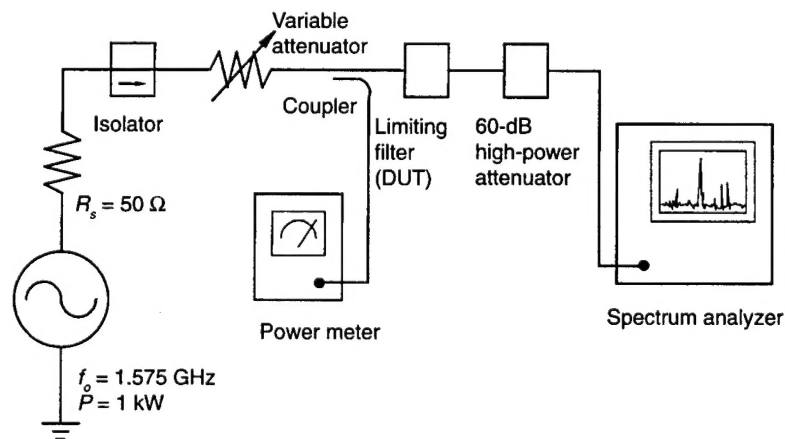 Variable
attenuator
Isolator
Coupler
Limiting
filter
(DUT)
60-dB
high-power
attenuator
R_s = 50 Ω
Power meter
Spectrum analyzer
f_o = 1.575 GHz
P = 1 kW